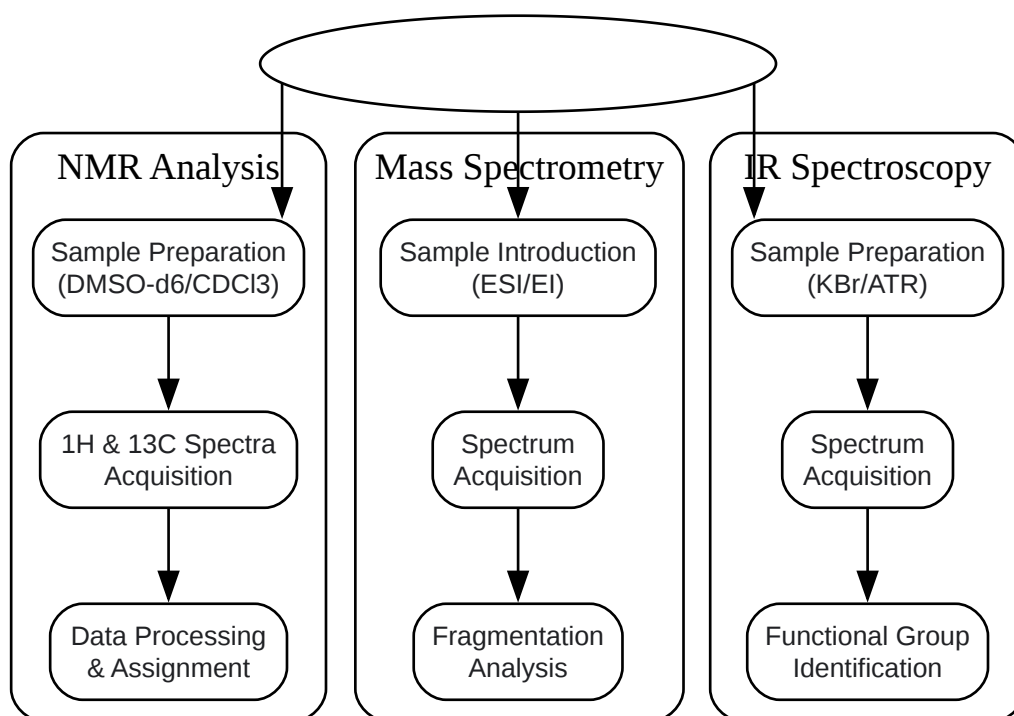 NMR Analysis
Sample Preparation
(DMSO-d6/CDCl3)
1H & 13C Spectra
Acquisition
Data Processing
& Assignment
Mass Spectrometry
Sample Introduction
(ESI/EI)
Spectrum
Acquisition
Fragmentation
Analysis
IR Spectroscopy
Sample Preparation
(KBr/ATR)
Spectrum
Acquisition
Functional Group
Identification